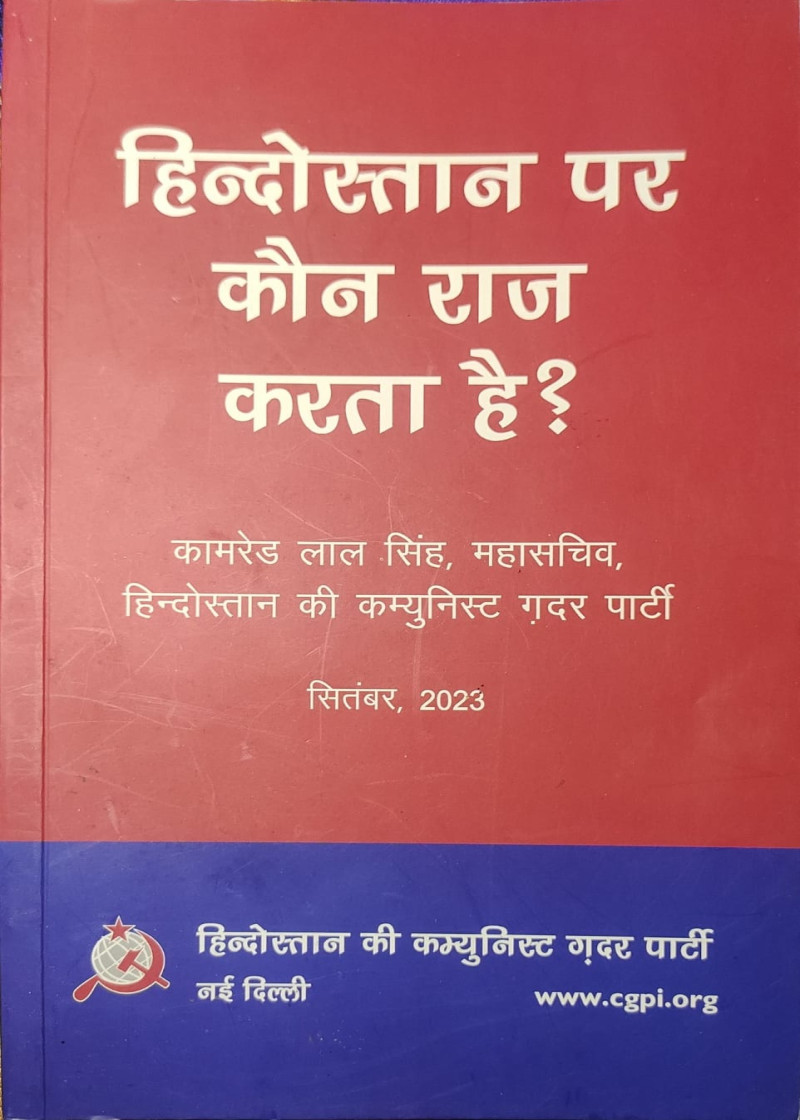 हिन्दोस्तान पर
कौन राज
करता है?
कामरेड लाल सिंह, महासचिव,
हिन्दोस्तान की कम्युनिस्ट ग़दर पार्टी
सितंबर, 2023
हिन्दोस्तान की कम्युनिस्ट ग़दर पार्टी
नई दिल्ली
www.cgpi.org